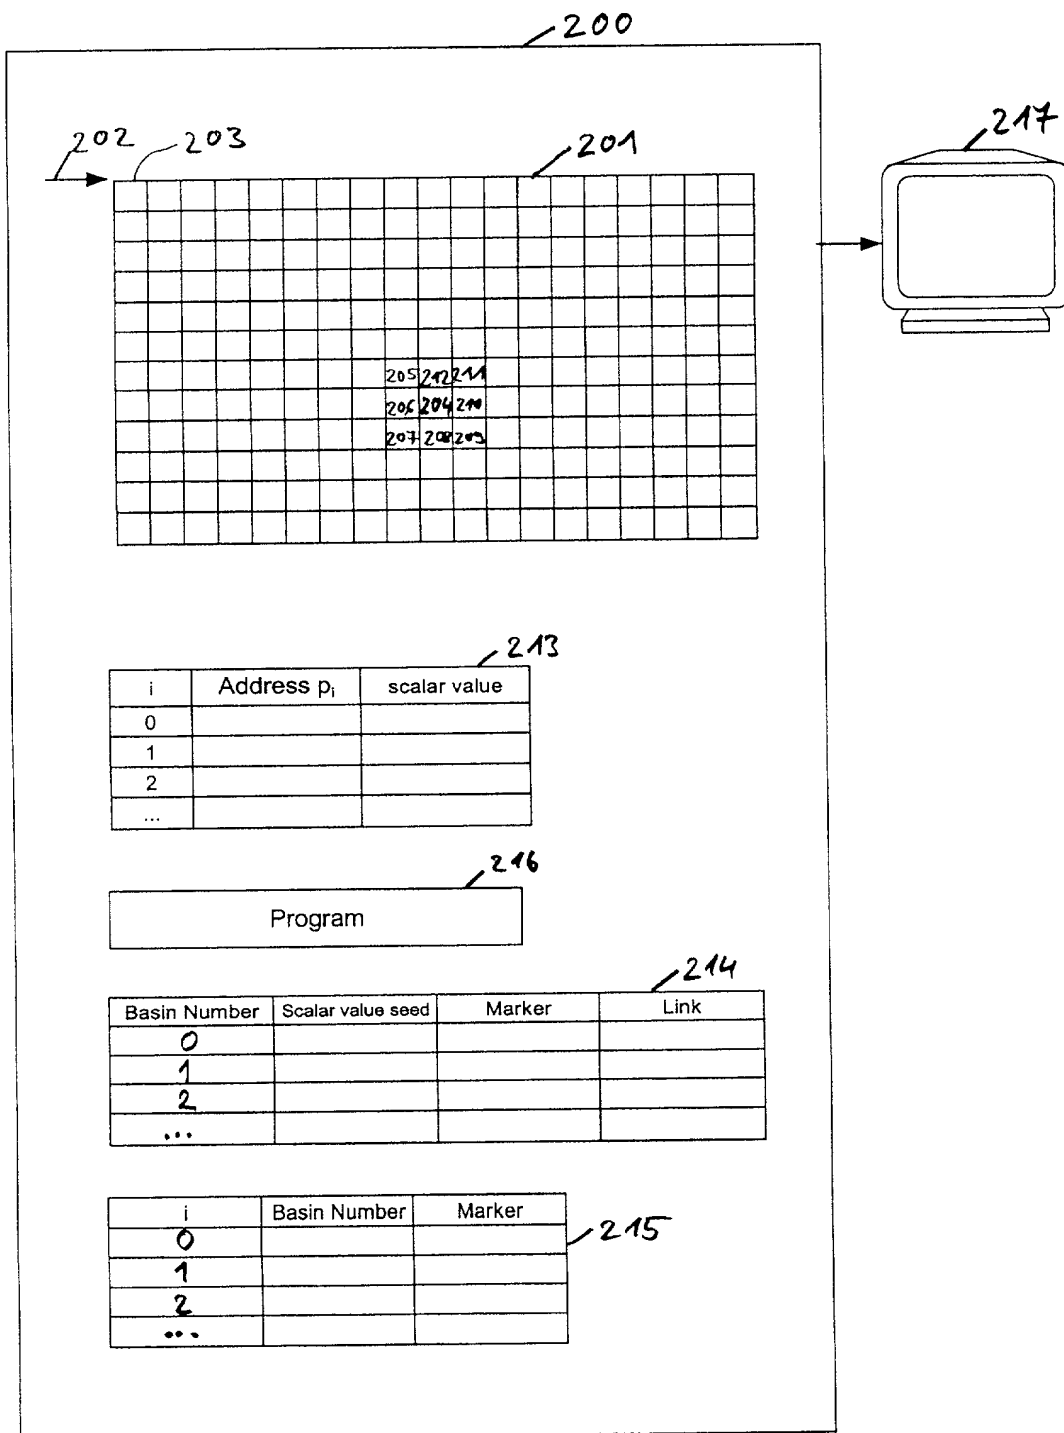 200
202 203 201 217
205 212 211
206 204 210
207 208 209
213
i Address pi scalar value
0
1
2
...
216
Program
214
Basin Number Scalar value seed Marker Link
0
1
2
...
i Basin Number Marker
215
0
1
2
...